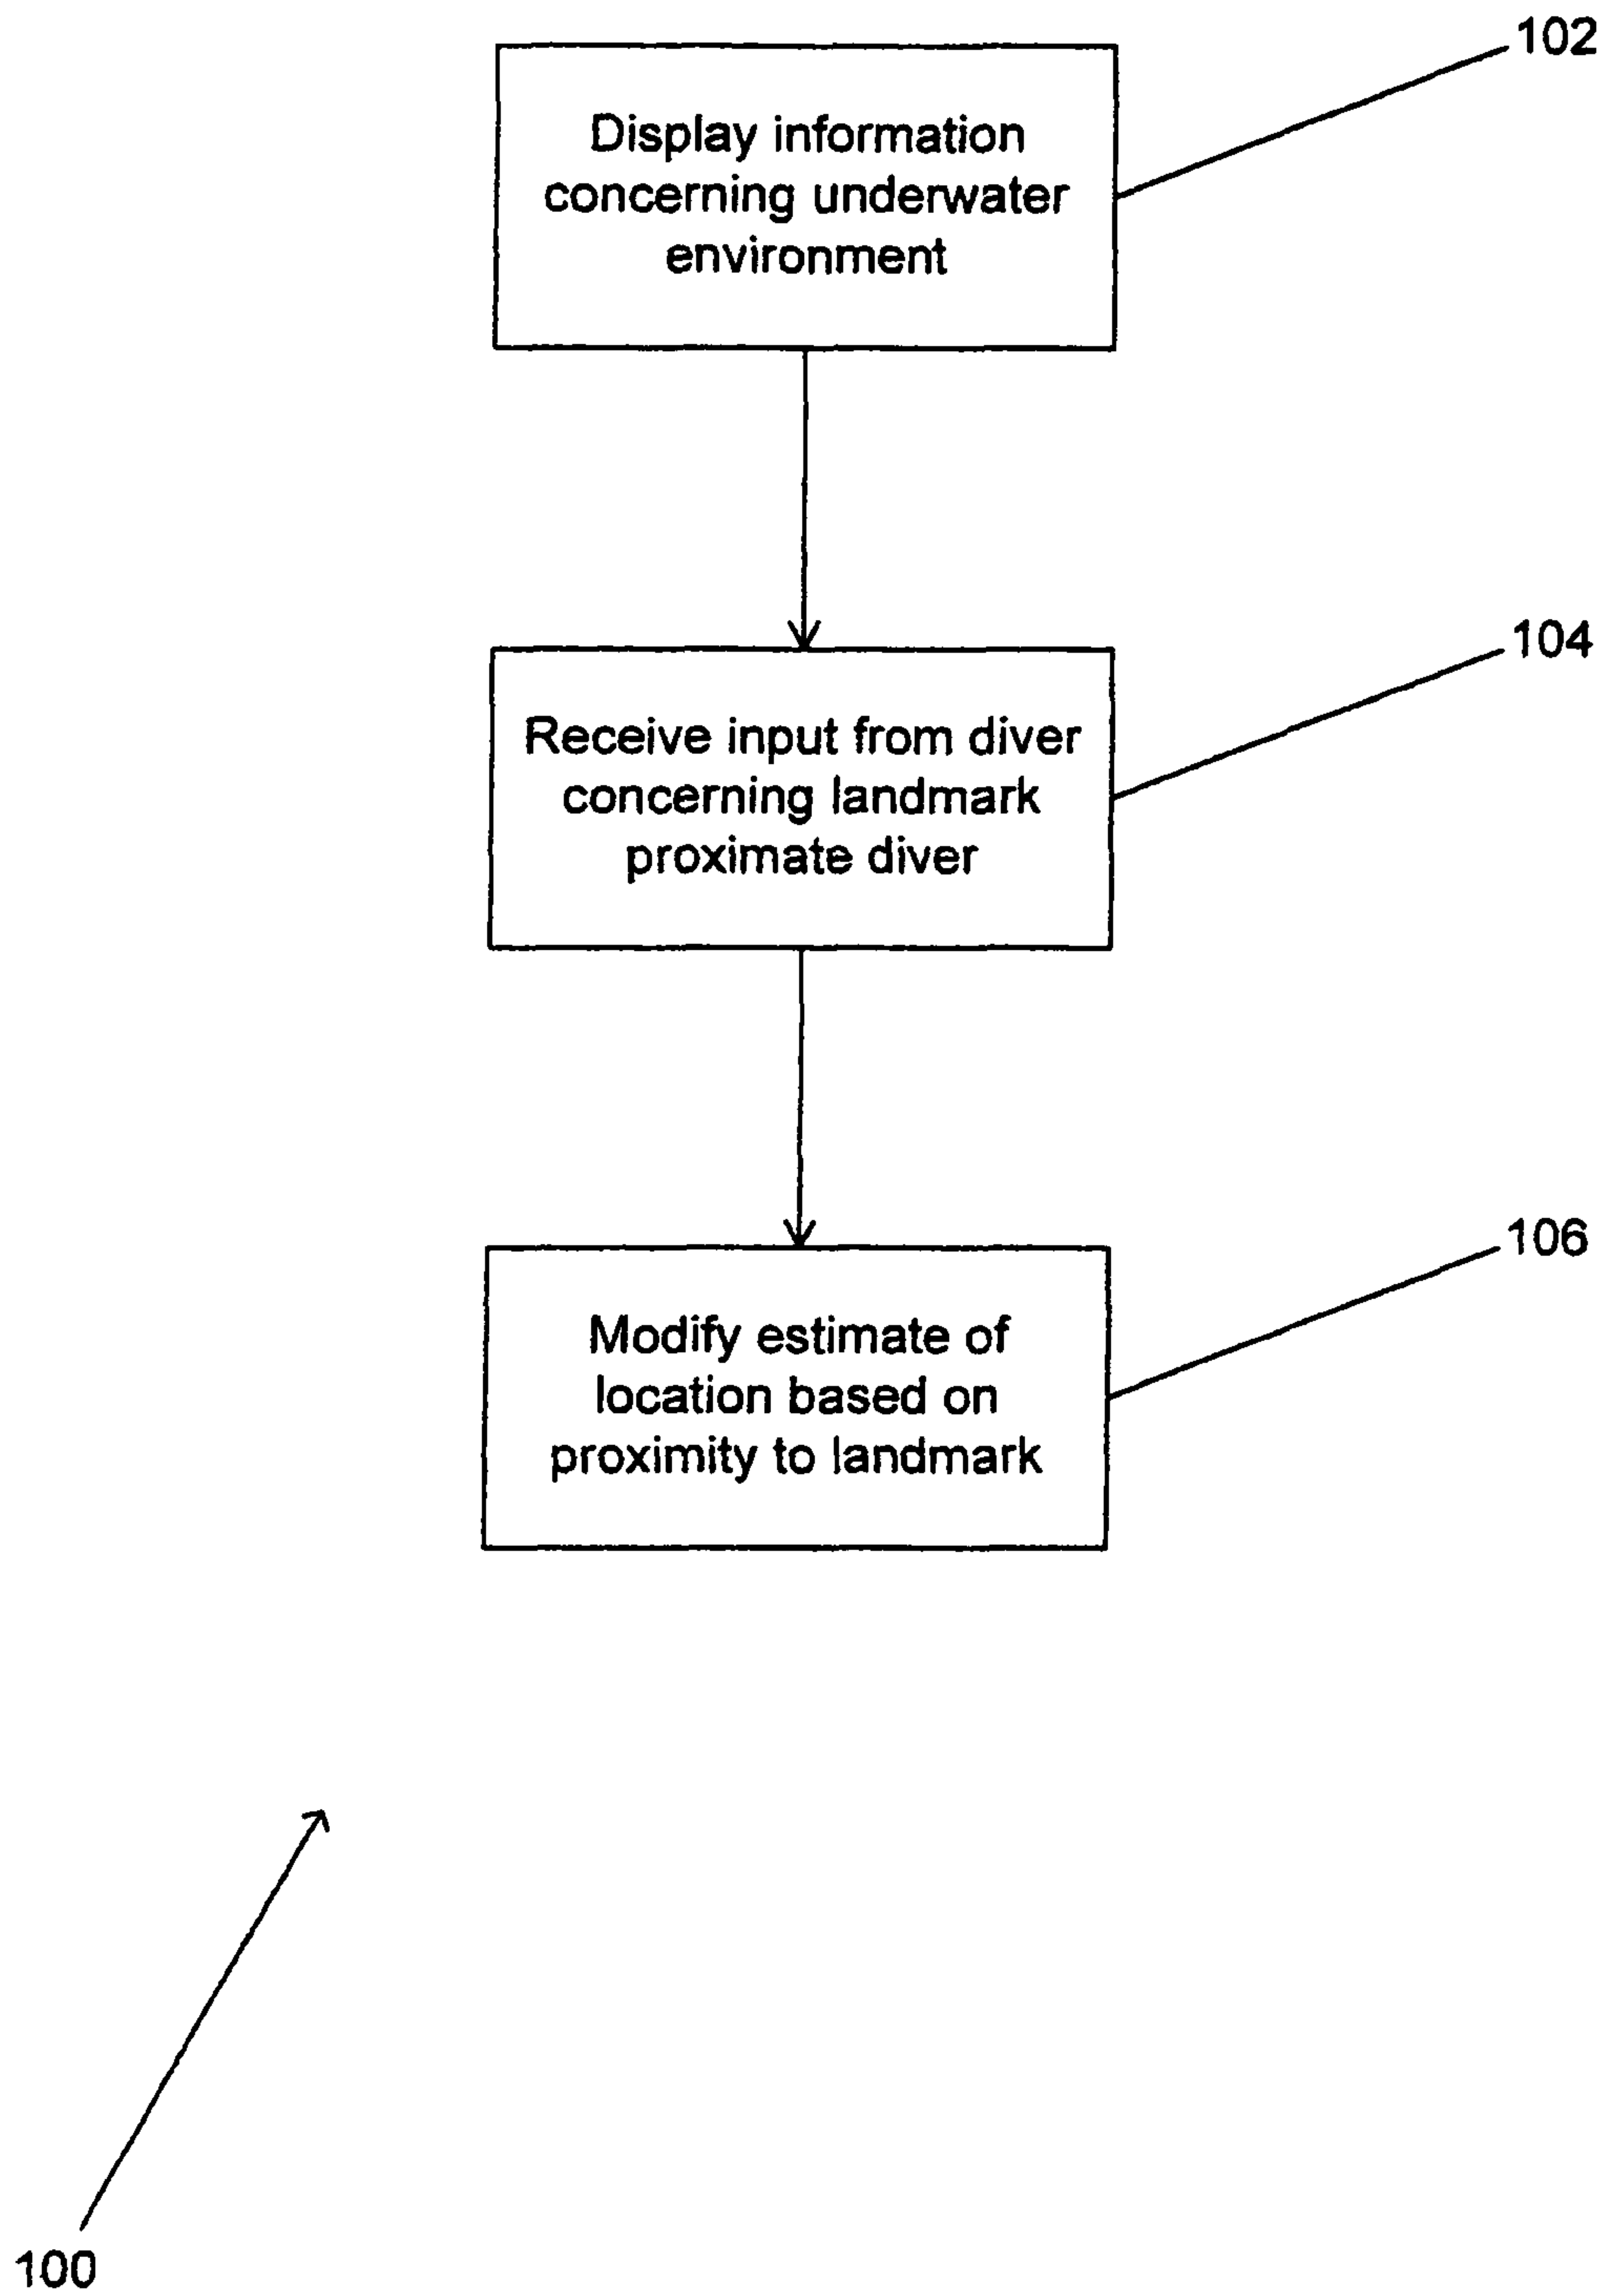 102
Display information
concerning underwater
environment
104
Receive input from diver
concerning landmark
proximate diver
106
Modify estimate of
location based on
proximity to landmark
100